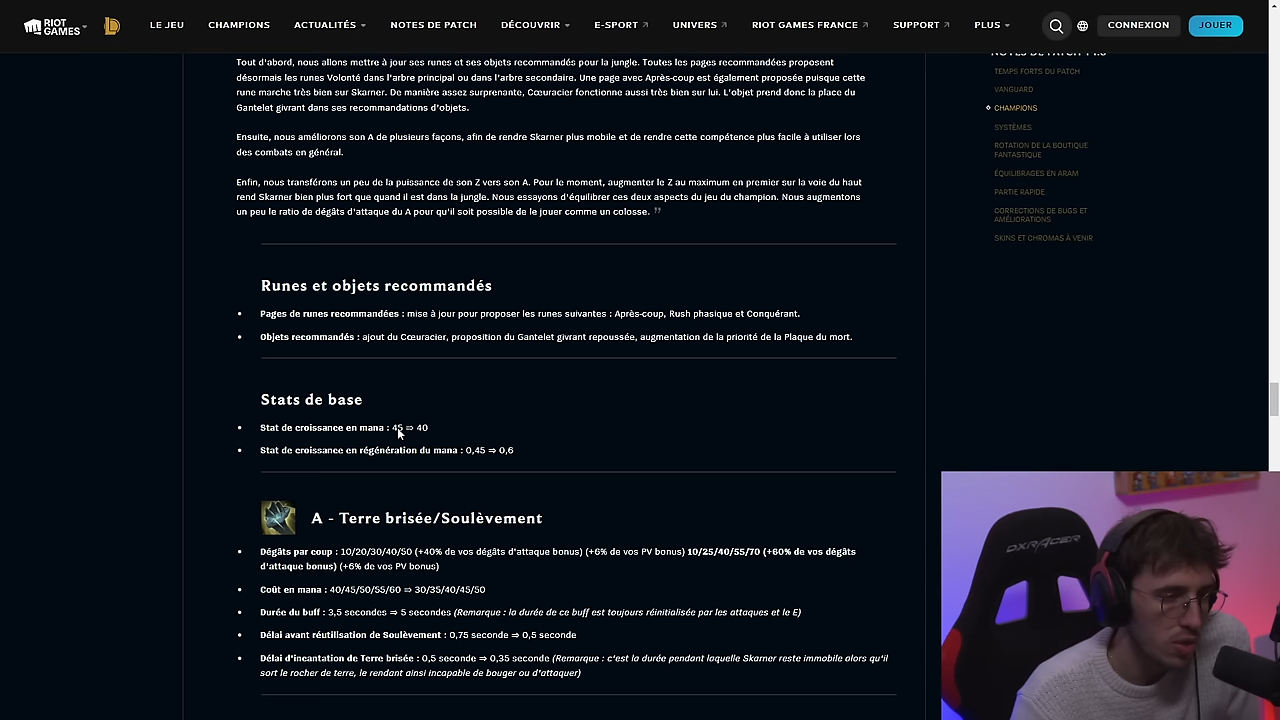 RIOT GAMES
LE JEU
CHAMPIONS
ACTUALITÉS
NOTES DE PATCH
DÉCOUVRIR
E-SPORT
UNIVERS
RIOT GAMES FRANCE
SUPPORT
PLUS
CONNEXION
JOUER
Tout d'abord, nous allons mettre à jour ses runes et ses objets recommandés pour la jungle. Toutes les pages recommandées proposent
désormais les runes Volonté dans l'arbre principal ou dans l'arbre secondaire. Une page avec Après-coup est également proposée puisque cette
rune marche très bien sur Skarner. De manière assez surprenante, Cœuracier fonctionne aussi très bien sur lui. L'objet prend donc la place du
Gantelet givrant dans ses recommandations d'objets.
Ensuite, nous améliorons son A de plusieurs façons, afin de rendre Skarner plus mobile et de rendre cette compétence plus facile à utiliser lors
des combats en général.
Enfin, nous transférons un peu de la puissance de son Z vers son A. Pour le moment, augmenter le Z au maximum en premier sur la voie du haut
rend Skarner bien plus fort que quand il est dans la jungle. Nous essayons d'équilibrer ces deux aspects du jeu du champion. Nous augmentons
un peu le ratio de dégâts d'attaque du A pour qu'il soit possible de le jouer comme un colosse. ”
Runes et objets recommandés
• Pages de runes recommandées : mise à jour pour proposer les runes suivantes : Après-coup, Rush phasique et Conquérant.
• Objets recommandés : ajout du Cœuracier, proposition du Gantelet givrant repoussée, augmentation de la priorité de la Plaque du mort.
Stats de base
• Stat de croissance en mana : 45 ⇒ 40
• Stat de croissance en régénération du mana : 0,45 ⇒ 0,6
A - Terre brisée/Soulèvement
• Dégâts par coup : 10/20/30/40/50 (+40% de vos dégâts d'attaque bonus) (+6% de vos PV bonus) 10/25/40/55/70 (+60% de vos dégâts
d'attaque bonus) (+6% de vos PV bonus)
• Coût en mana : 40/45/50/55/60 ⇒ 30/35/40/45/50
• Durée du buff : 3,5 secondes ⇒ 5 secondes (Remarque : la durée de ce buff est toujours réinitialisée par les attaques et le E)
• Délai avant réutilisation de Soulèvement : 0,75 seconde ⇒ 0,5 seconde
• Délai d'incantation de Terre brisée : 0,5 seconde ⇒ 0,35 seconde (Remarque : c'est la durée pendant laquelle Skarner reste immobile alors qu'il
sort le rocher de terre, le rendant ainsi incapable de bouger ou d'attaquer)
TEMPS FORTS DU PATCH
VANGUARD
CHAMPIONS
SYSTÈMES
ROTATION DE LA BOUTIQUE
FANTASTIQUE
ÉQUILIBRAGES EN ARAM
PARTIE RAPIDE
CORRECTIONS DE BUGS ET
AMÉLIORATIONS
SKINS ET CHROMAS À VENIR
DXRACER